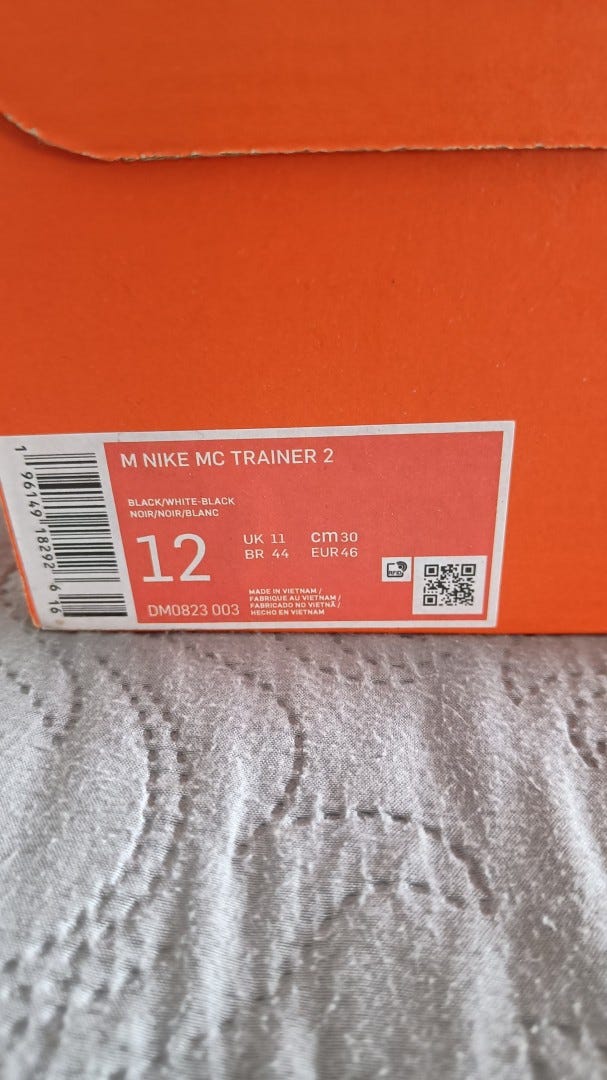 M NIKE MC TRAINER 2
BLACK/WHITE-BLACK
NOIR/NOIR/BLANC
12
UK 11
cm 30
BR 44
EUR 46
DM0823 003
MADE IN VIETNAM /
FABRIQUE AU VIETNAM /
FABRICADO NO VIETNÃ /
HECHO EN VIETNAM
RFID
1 96149 18292 6 16